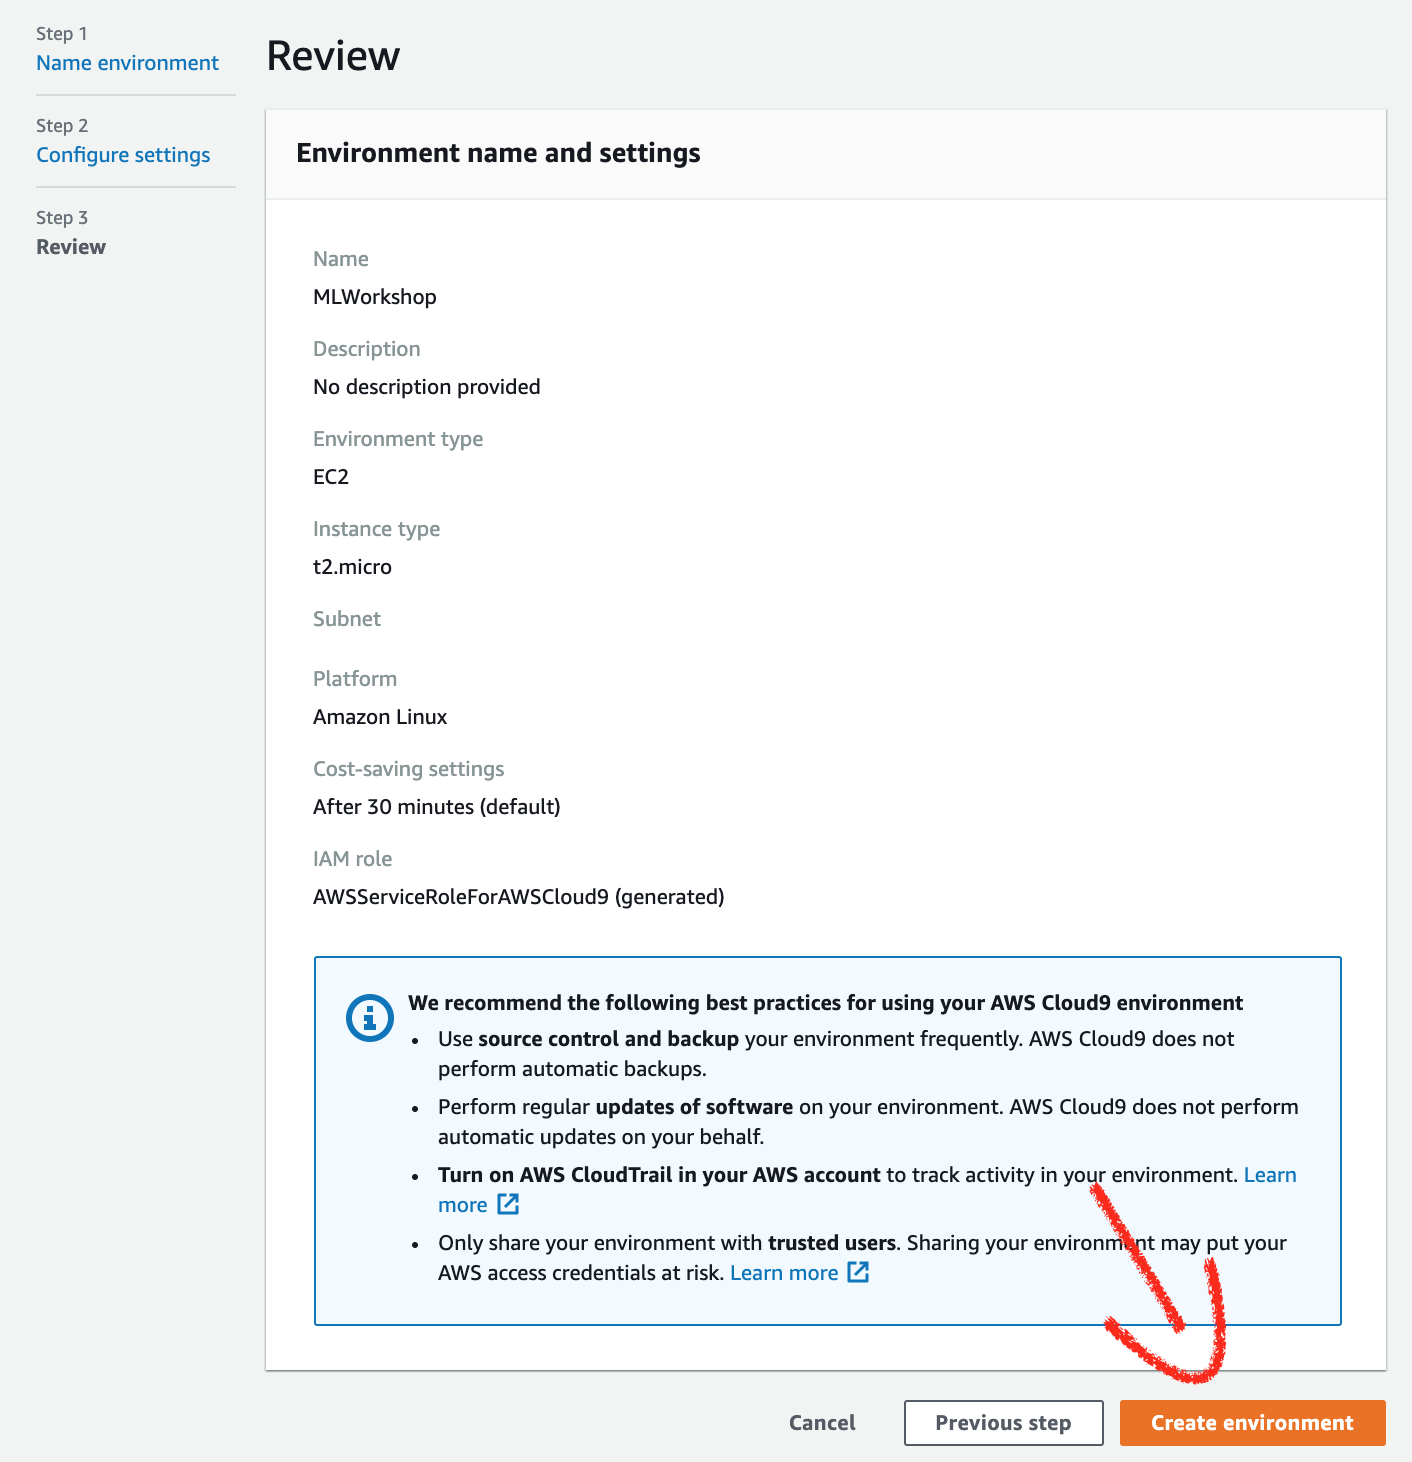 Step 1
Name environment
Step 2
Configure settings
Step 3
Review
Review
Environment name and settings
Name
MLWorkshop
Description
No description provided
Environment type
EC2
Instance type
t2.micro
Subnet
Platform
Amazon Linux
Cost-saving settings
After 30 minutes (default)
IAM role
AWSServiceRoleForAWSCloud9 (generated)
We recommend the following best practices for using your AWS Cloud9 environment
• Use source control and backup your environment frequently. AWS Cloud9 does not
perform automatic backups.
• Perform regular updates of software on your environment. AWS Cloud9 does not perform
automatic updates on your behalf.
• Turn on AWS CloudTrail in your AWS account to track activity in your environment. Learn
more
• Only share your environment with trusted users. Sharing your environment may put your
AWS access credentials at risk. Learn more
Cancel
Previous step
Create environment